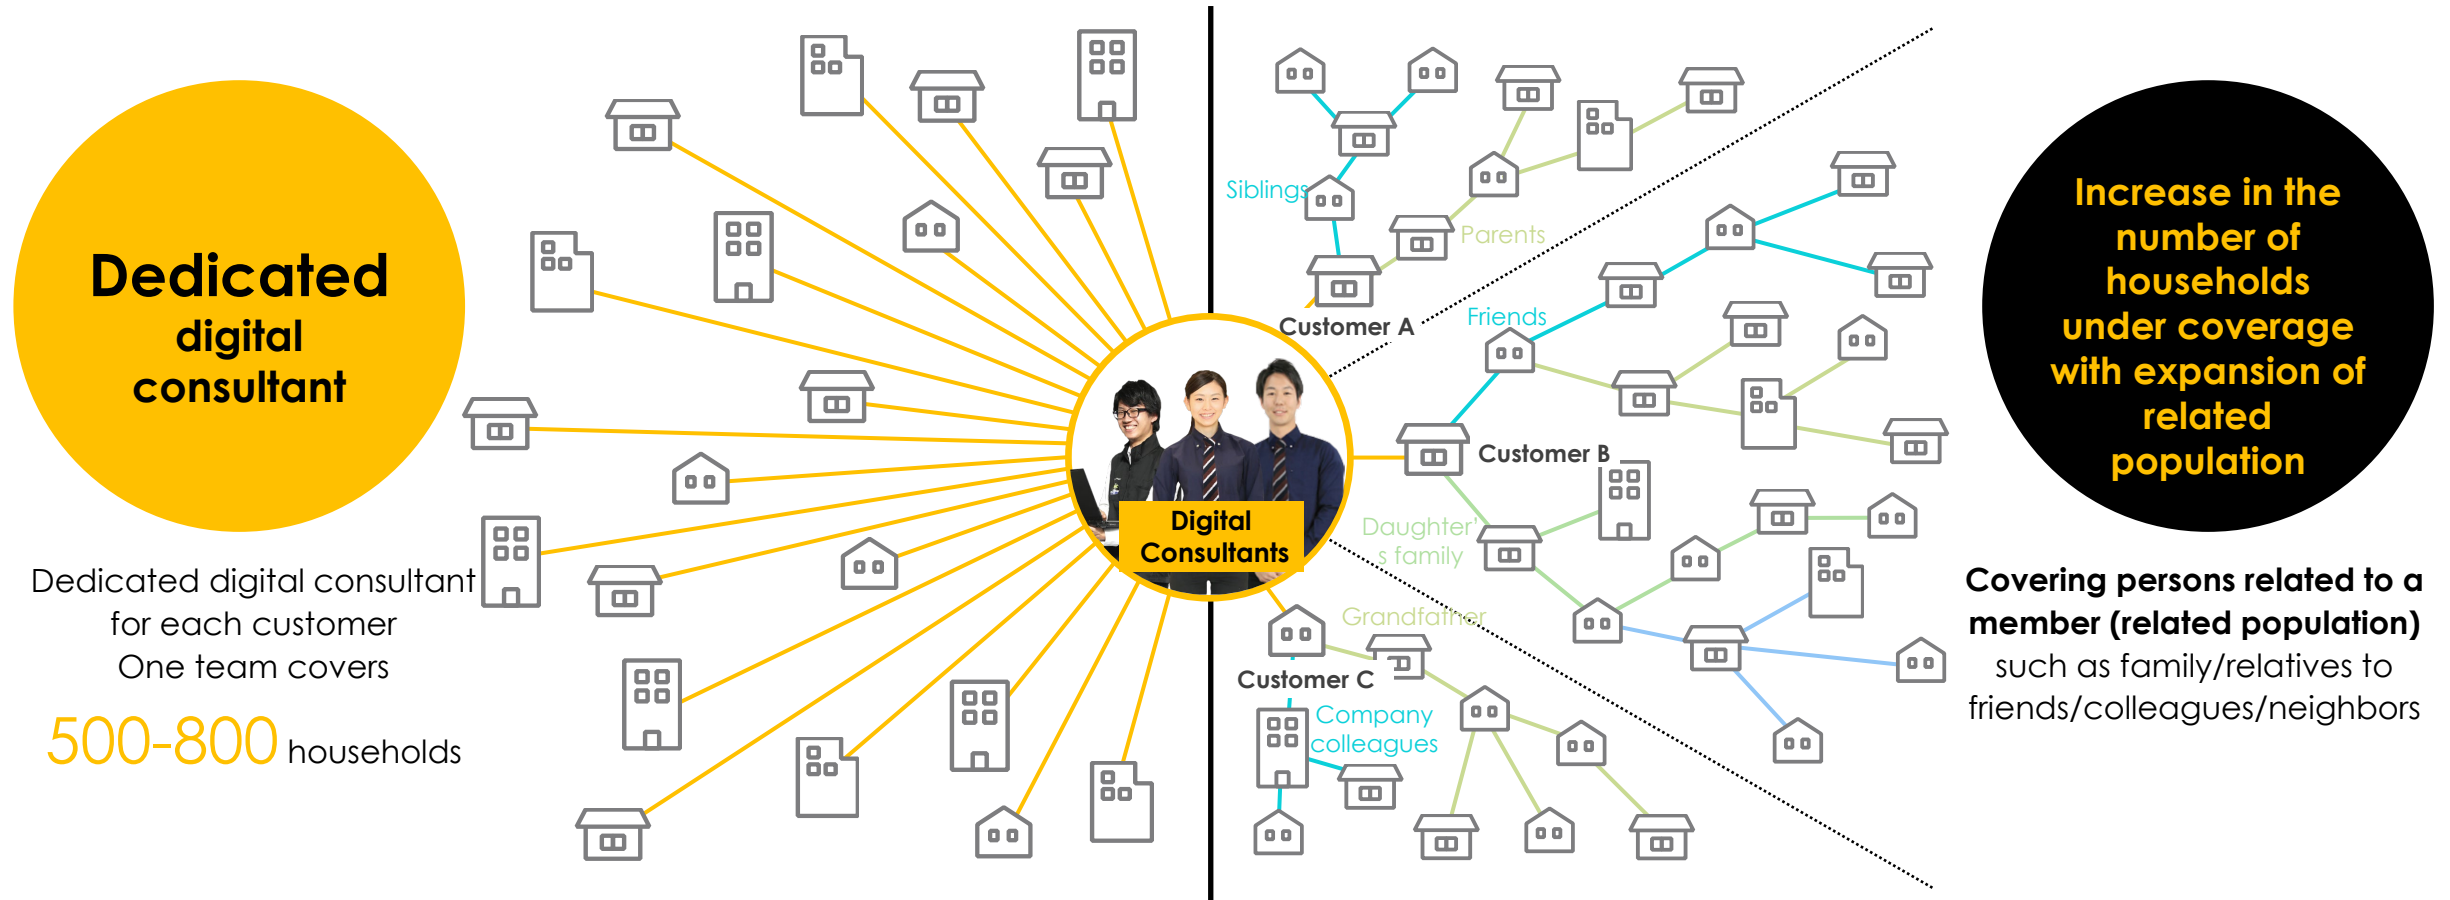 Dedicated
digital
consultant
Dedicated digital consultant
for each customer
One team covers
500-800 households
Digital
Consultants
Siblings
Parents
Customer A
Friends
Customer B
Daughter'
s family
Grandfather
Customer C
Company
colleagues
Increase in the
number of
households
under coverage
with expansion of
related
population
Covering persons related to a
member (related population)
such as family/relatives to
friends/colleagues/neighbors